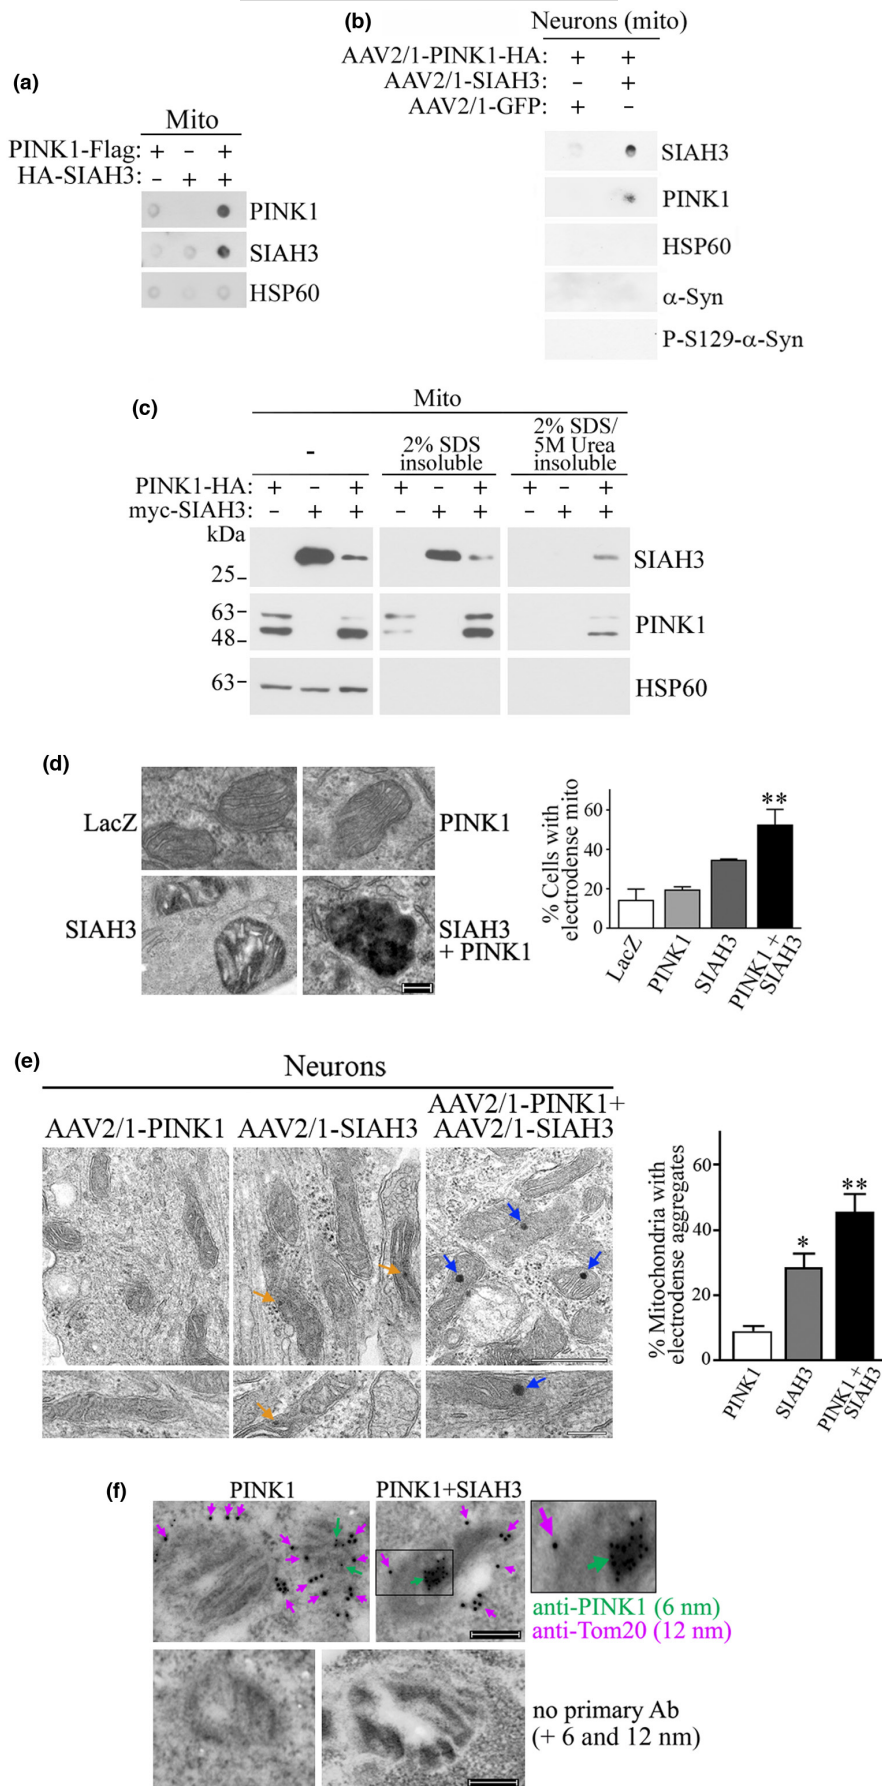 (a)
Mito
PINK1-Flag: + – +
HA-SIAH3: – + +
PINK1
SIAH3
HSP60
(b)
Neurons (mito)
AAV2/1-PINK1-HA: + +
AAV2/1-SIAH3: – +
AAV2/1-GFP: + –
SIAH3
PINK1
HSP60
α-Syn
P-S129-α-Syn
(c)
Mito
-
2% SDS
insoluble
2% SDS/
5M Urea
insoluble
PINK1-HA: + – + + – + + – +
myc-SIAH3: – + + – + + – + +
kDa
25
SIAH3
63
48
PINK1
63
HSP60
(d)
LacZ
PINK1
SIAH3
SIAH3
+ PINK1
% Cells with
electrodense mito
60
40
20
0
**
LacZ
PINK1
SIAH3
PINK1+
SIAH3
(e)
Neurons
AAV2/1-PINK1
AAV2/1-SIAH3
AAV2/1-PINK1+
AAV2/1-SIAH3
% Mitochondria with
electrodense aggregates
60
40
20
0
*
**
PINK1
SIAH3
PINK1+
SIAH3
(f)
PINK1
PINK1+SIAH3
anti-PINK1 (6 nm)
anti-Tom20 (12 nm)
no primary Ab
(+ 6 and 12 nm)